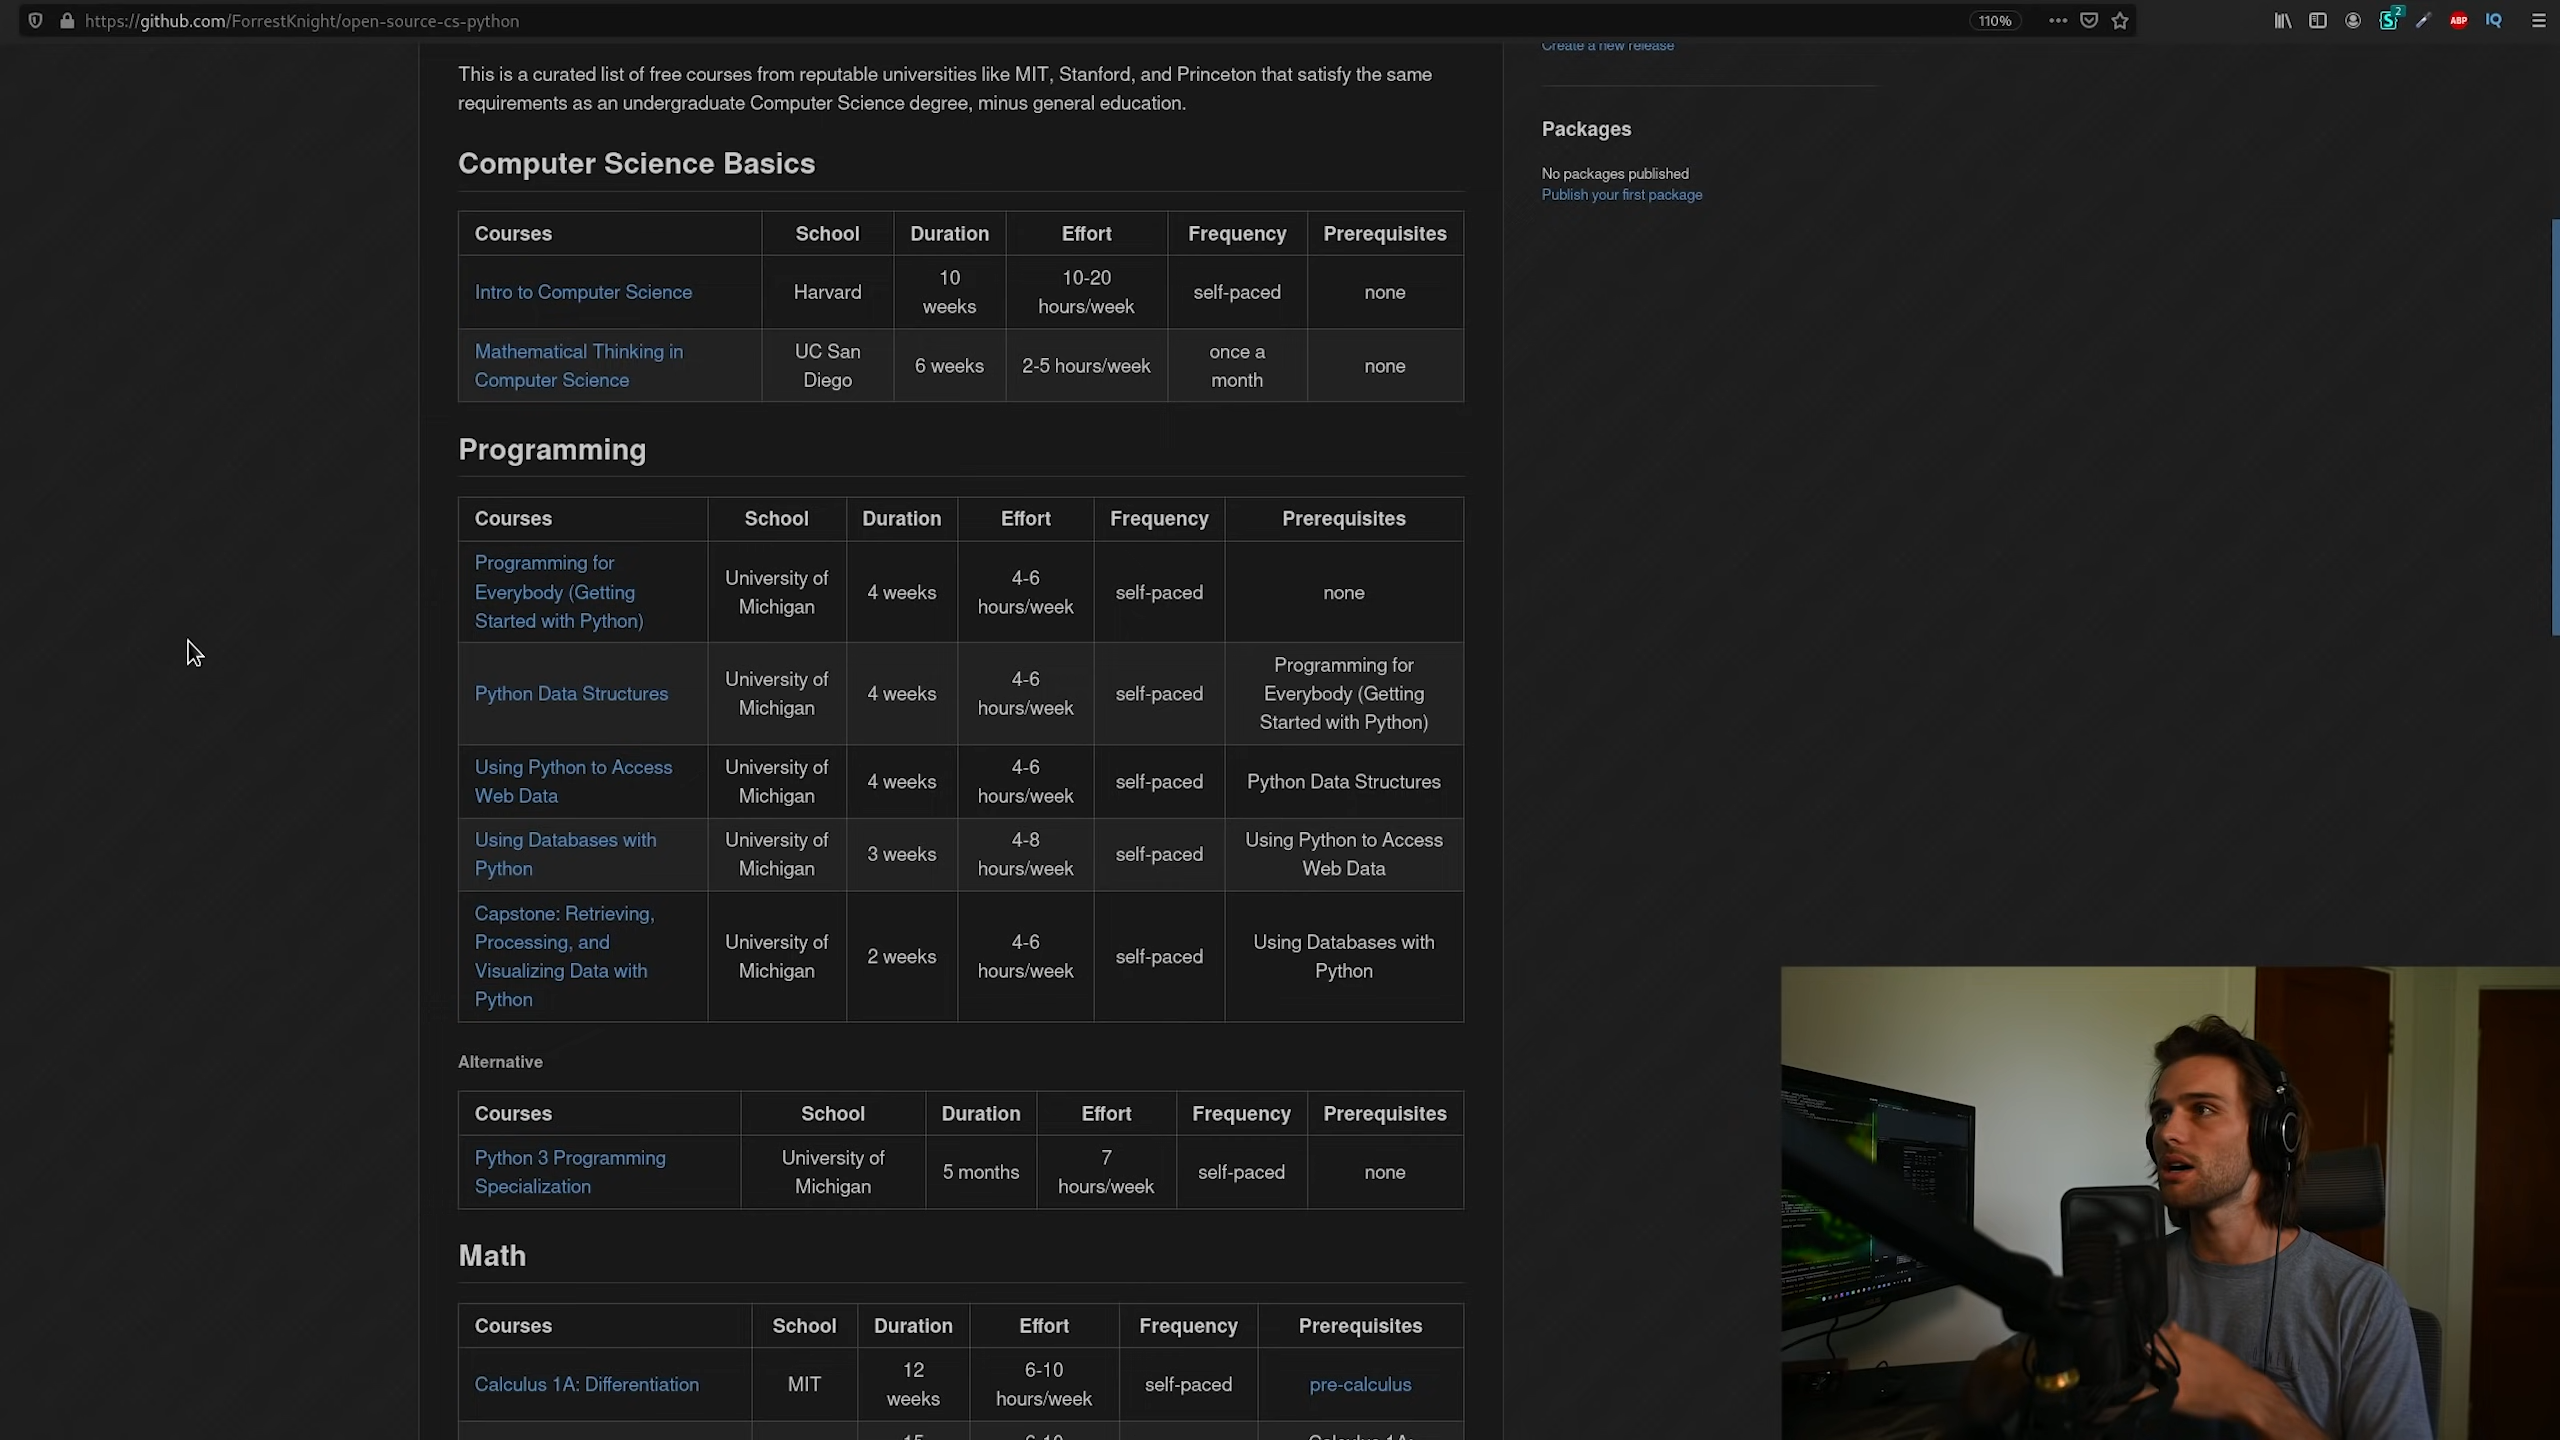 https://github.com/ForrestKnight/open-source-cs-python
110%
2
S
ABP
IQ
Create a new release
This is a curated list of free courses from reputable universities like MIT, Stanford, and Princeton that satisfy the same
requirements as an undergraduate Computer Science degree, minus general education.
Packages
No packages published
Publish your first package
Computer Science Basics
Courses School Duration Effort Frequency Prerequisites
Intro to Computer Science Harvard 10 weeks 10-20 hours/week self-paced none
Mathematical Thinking in Computer Science UC San Diego 6 weeks 2-5 hours/week once a month none
Programming
Courses School Duration Effort Frequency Prerequisites
Programming for Everybody (Getting Started with Python) University of Michigan 4 weeks 4-6 hours/week self-paced none
Python Data Structures University of Michigan 4 weeks 4-6 hours/week self-paced Programming for Everybody (Getting Started with Python)
Using Python to Access Web Data University of Michigan 4 weeks 4-6 hours/week self-paced Python Data Structures
Using Databases with Python University of Michigan 3 weeks 4-8 hours/week self-paced Using Python to Access Web Data
Capstone: Retrieving, Processing, and Visualizing Data with Python University of Michigan 2 weeks 4-6 hours/week self-paced Using Databases with Python
Alternative
Courses School Duration Effort Frequency Prerequisites
Python 3 Programming Specialization University of Michigan 5 months 7 hours/week self-paced none
Math
Courses School Duration Effort Frequency Prerequisites
Calculus 1A: Differentiation MIT 12 weeks 6-10 hours/week self-paced pre-calculus